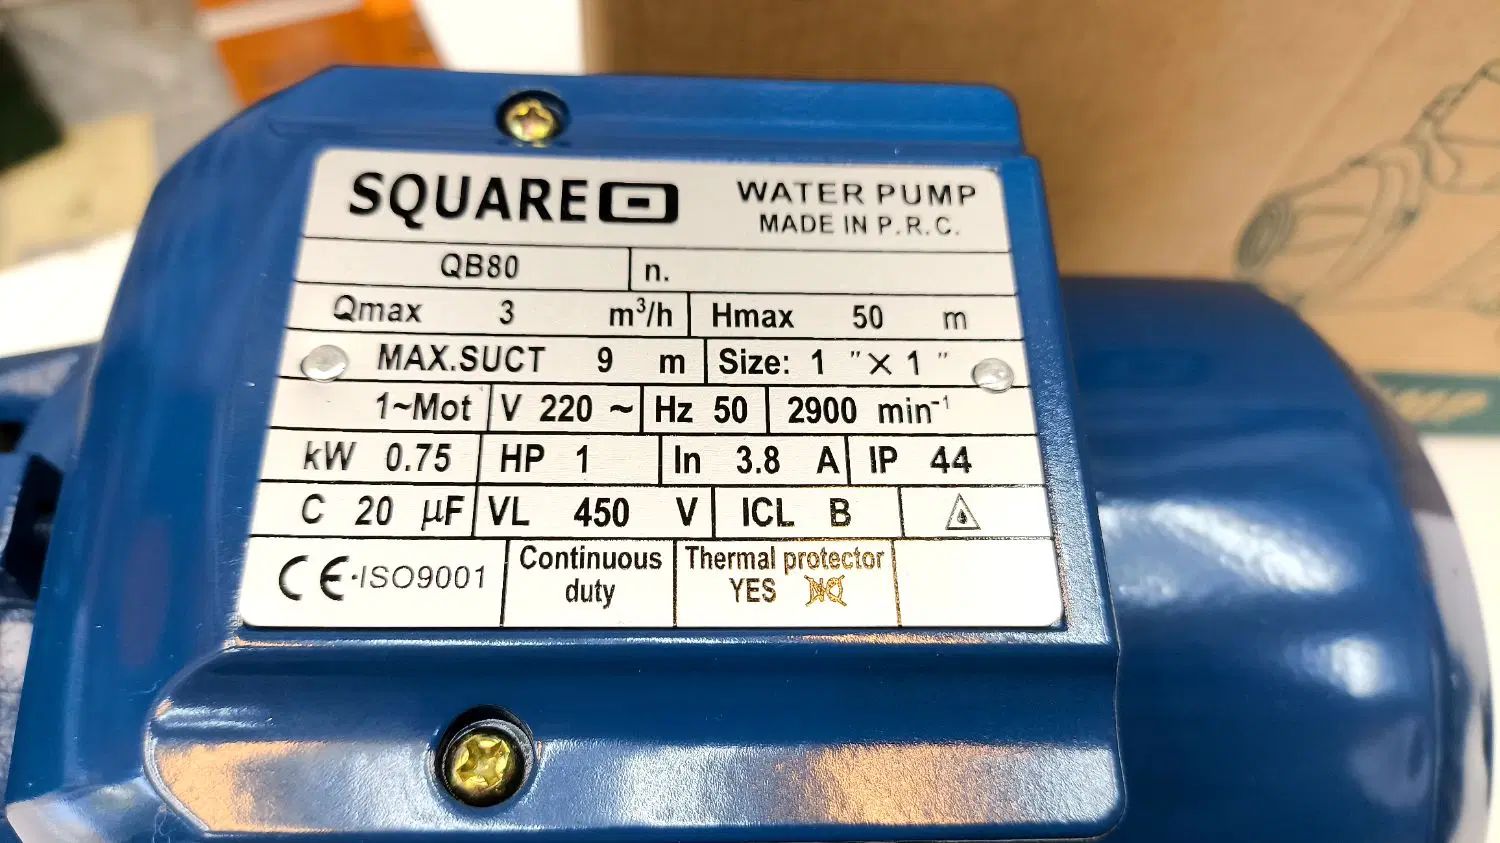 SQUARE WATER PUMP
MADE IN P.R.C.
QB80 n.
Qmax 3 m³/h Hmax 50 m
MAX.SUCT 9 m Size: 1 "×1 "
1~Mot V 220 ~ Hz 50 2900 min⁻¹
kW 0.75 HP 1 In 3.8 A IP 44
C 20 µF VL 450 V ICL B
CE·ISO9001 Continuous duty Thermal protector
YES NO